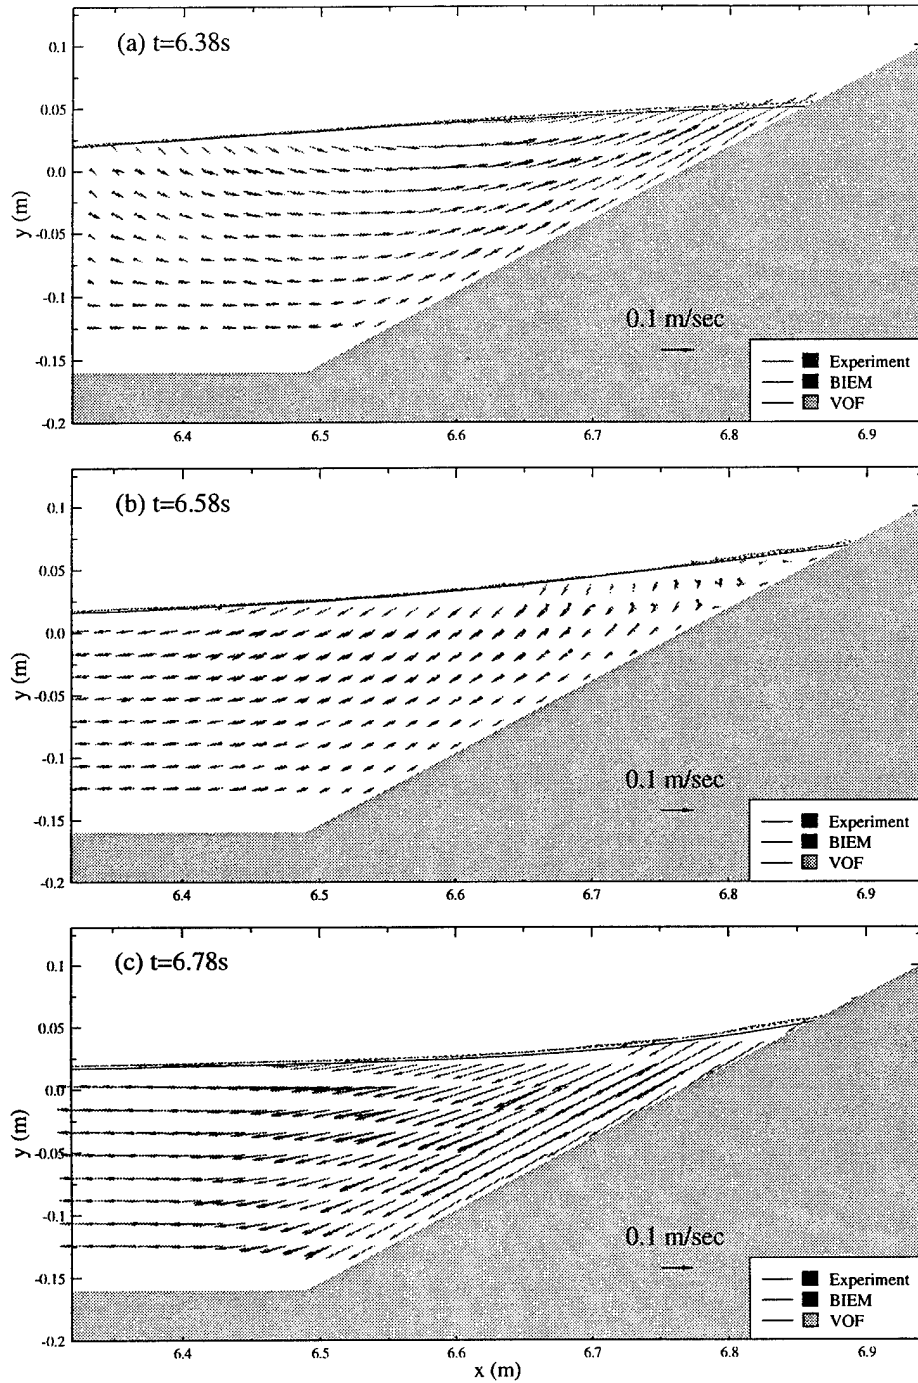 (a) t=6.38s
0.1
0.05
0.0
-0.05
-0.1
-0.15
-0.2
y (m)
0.1 m/sec
Experiment
BIEM
VOF
6.4 6.5 6.6 6.7 6.8 6.9
(b) t=6.58s
0.1
0.05
0.0
-0.05
-0.1
-0.15
-0.2
y (m)
0.1 m/sec
Experiment
BIEM
VOF
6.4 6.5 6.6 6.7 6.8 6.9
(c) t=6.78s
0.1
0.05
0.0
-0.05
-0.1
-0.15
-0.2
y (m)
0.1 m/sec
Experiment
BIEM
VOF
6.4 6.5 6.6 6.7 6.8 6.9
x (m)